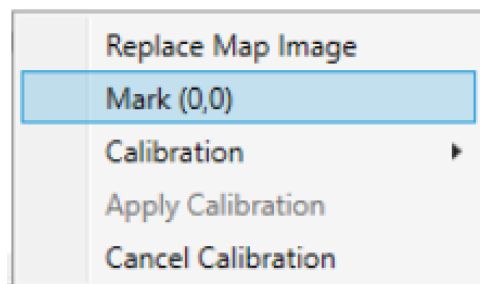 Replace Map Image
Mark (0,0)
Calibration
Apply Calibration
Cancel Calibration